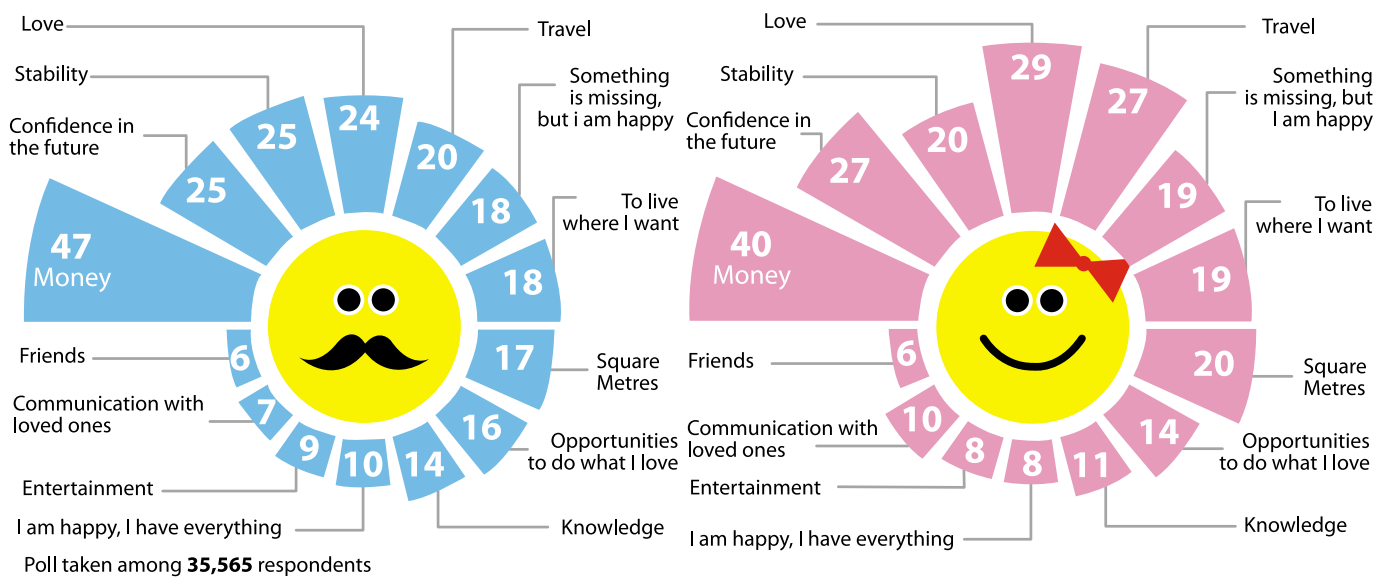 Love
Travel
Stability
Something
is missing,
but i am happy
Confidence in
the future
To live
where I want
47
Money
25
25
24
20
18
18
17
16
14
10
9
7
6
Friends
Square
Metres
Communication with
loved ones
Opportunities
to do what I love
Entertainment
I am happy, I have everything
Knowledge
Poll taken among 35,565 respondents
Love
Travel
Stability
Something
is missing, but
I am happy
Confidence in
the future
To live
where I want
40
Money
27
20
29
27
19
19
20
14
11
8
8
10
6
Friends
Square
Metres
Communication with
loved ones
Opportunities
to do what I love
Entertainment
I am happy, I have everything
Knowledge